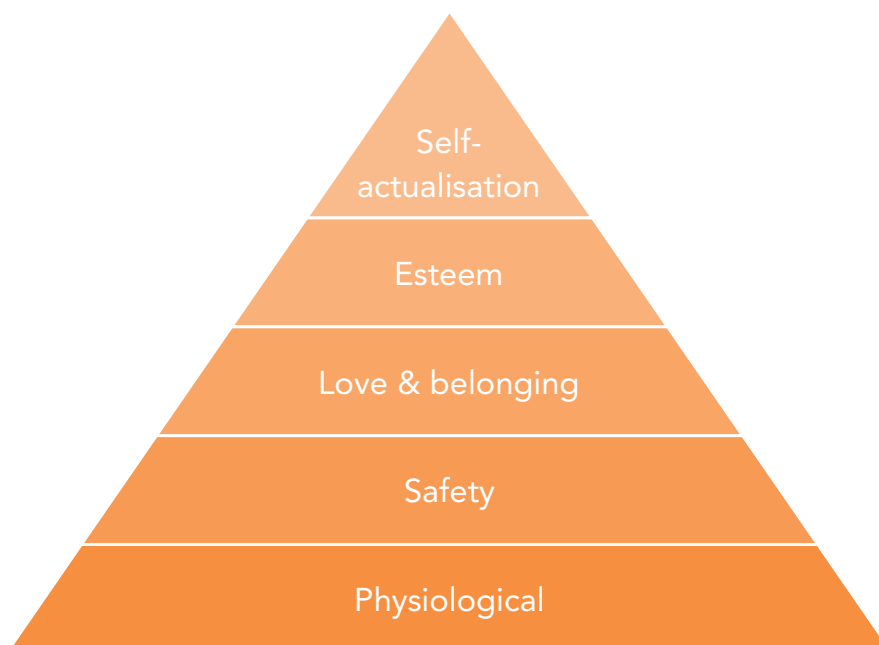 Self-
actualisation
Esteem
Love & belonging
Safety
Physiological